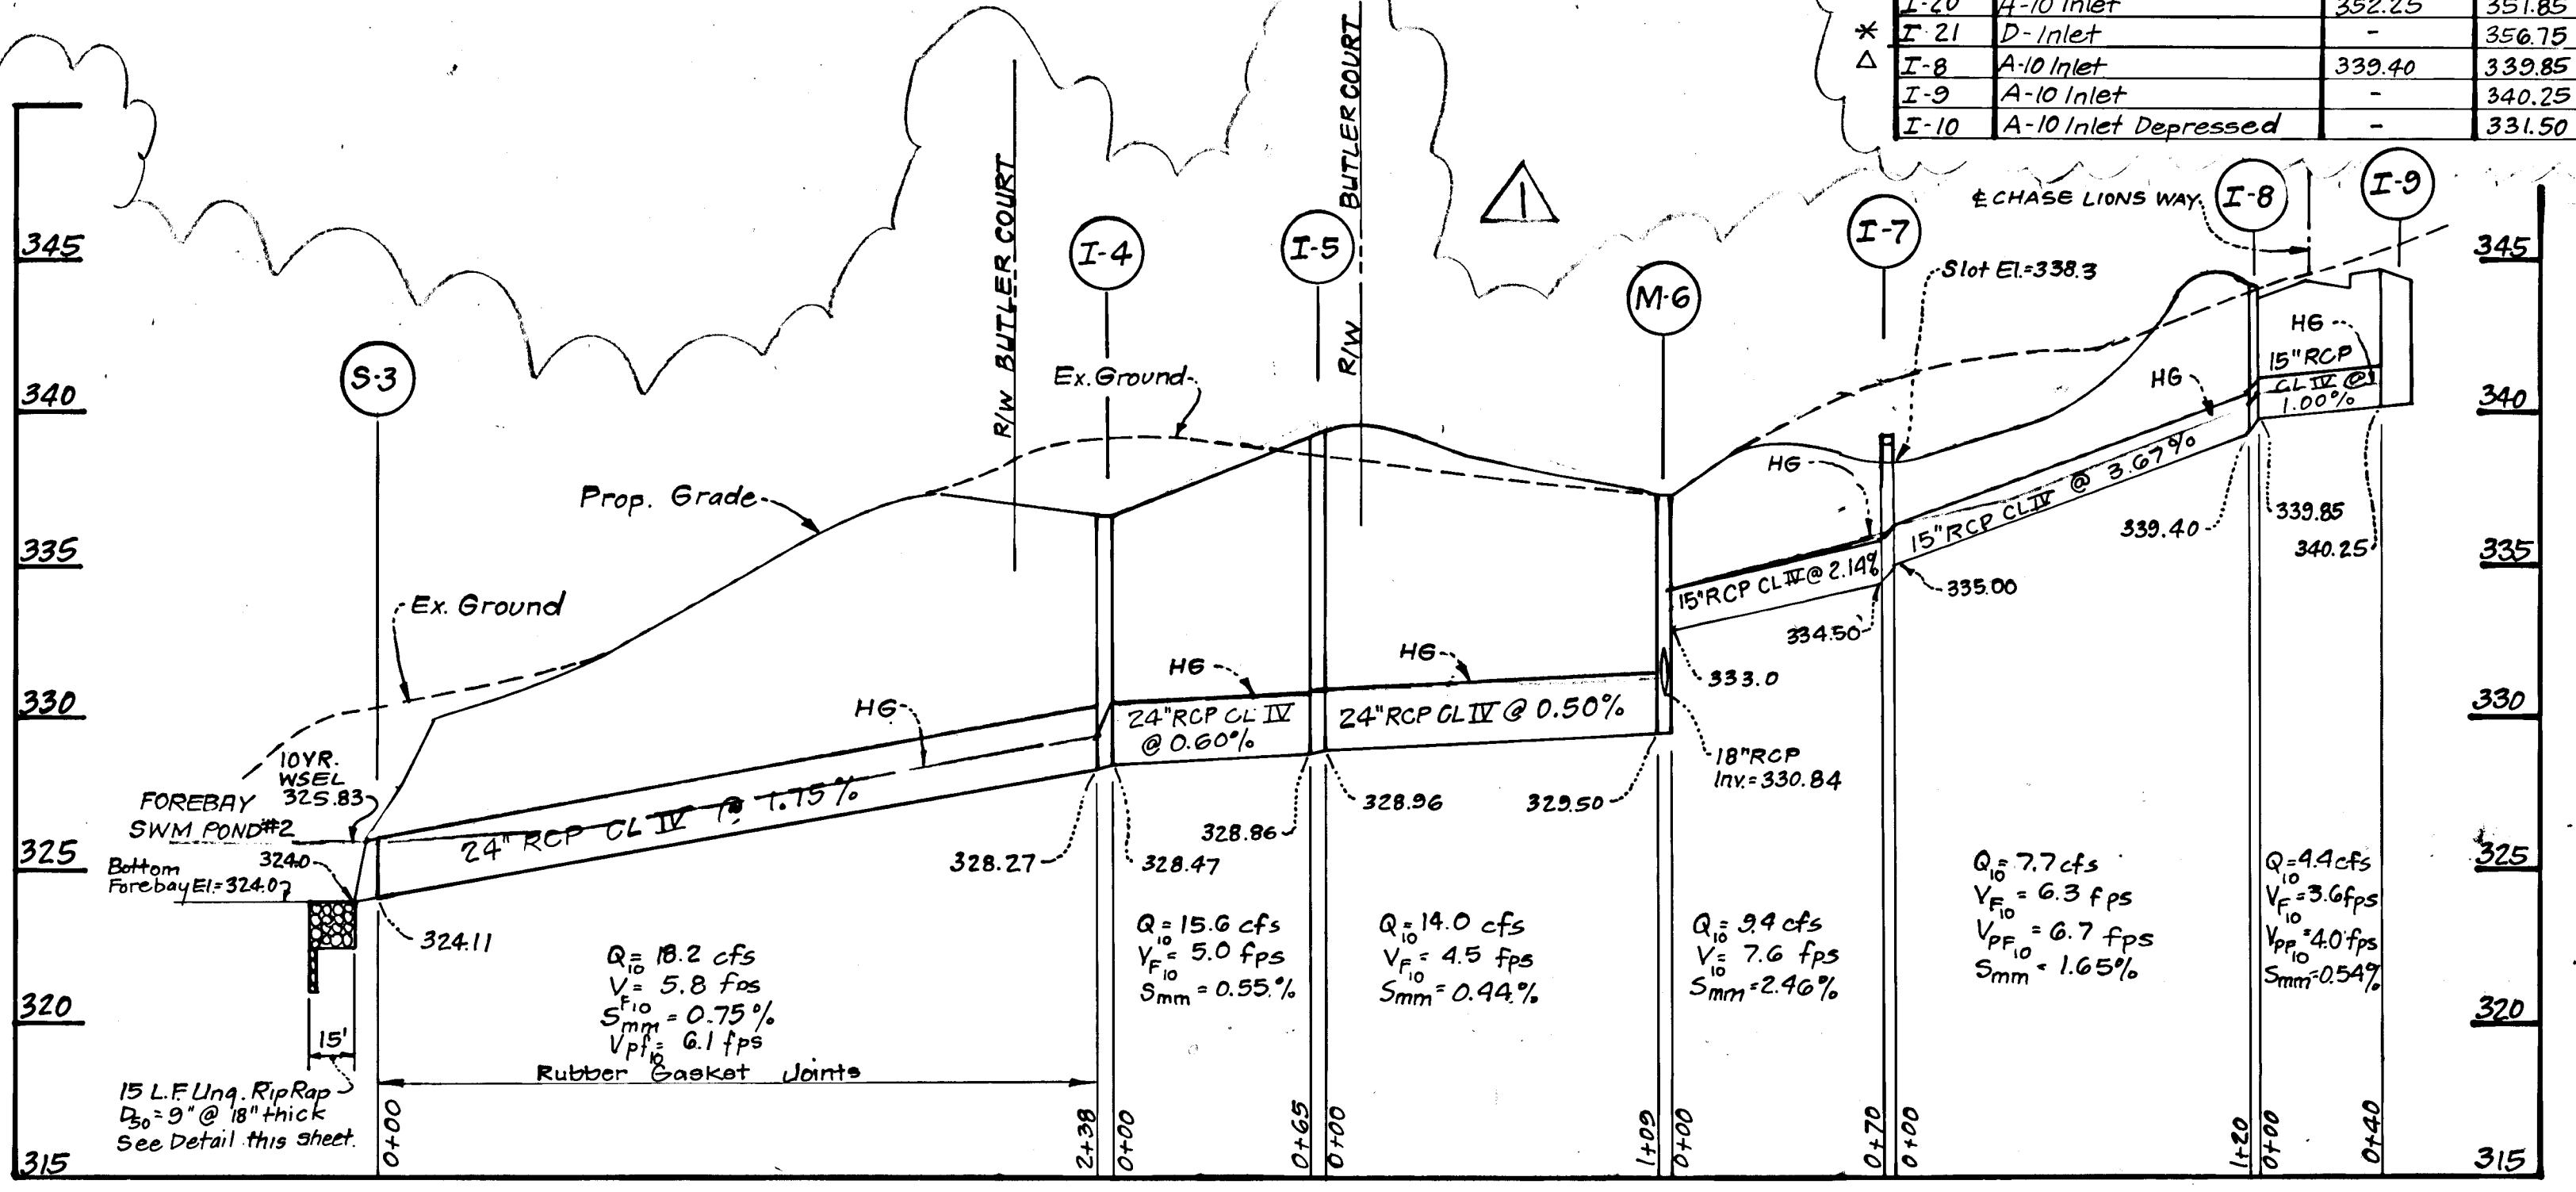 I-20 A-10 Inlet 352.25 351.85
* I-21 D-Inlet - 356.75
△ I-8 A-10 Inlet 339.40 339.85
I-9 A-10 Inlet - 340.25
I-10 A-10 Inlet Depressed - 331.50
345
340
335
330
325
320
315
S-3
R/W BUTLER COURT
I-4
I-5
R/W BUTLER COURT
1
M-6
I-7
℄ CHASE LIONS WAY
I-8
I-9
345
340
335
330
325
320
315
Slot El.=338.3
Ex. Ground
Prop. Grade
Ex. Ground
HG
15" RCP
CL IV @
1.00%
HG
15" RCP CL IV @ 3.67%
339.40
339.85
340.25
HG
15" RCP CL IV @ 2.14%
334.50
335.00
333.0
18" RCP
Inv.=330.84
HG
24" RCP CL IV @ 0.50%
HG
24" RCP CL IV
@ 0.60%
HG
24" RCP CL IV @ 1.75%
10YR.
WSEL
325.83
FOREBAY
SWM POND #2
324.0
Bottom
Forebay El.=324.0
324.11
328.27
328.47
328.86
328.96
329.50
Q10 = 18.2 cfs
VF10 = 5.8 fps
Smm = 0.75%
Vpf10 = 6.1 fps
Q10 = 15.6 cfs
VF10 = 5.0 fps
Smm = 0.55%
Q10 = 14.0 cfs
VF10 = 4.5 fps
Smm = 0.44%
Q10 = 9.4 cfs
V10 = 7.6 fps
Smm = 2.46%
Q10 = 7.7 cfs
VF10 = 6.3 fps
VPF10 = 6.7 fps
Smm = 1.65%
Q10 = 4.4 cfs
VF10 = 3.6 fps
VPF10 = 4.0 fps
Smm = 0.54%
15'
Rubber Gasket Joints
15 L.F. Ung. Rip Rap
D50 = 9" @ 18" thick
See Detail this sheet.
0+00
2+38
0+00
0+65
0+00
1+09
0+00
0+70
0+00
1+20
0+00
0+40